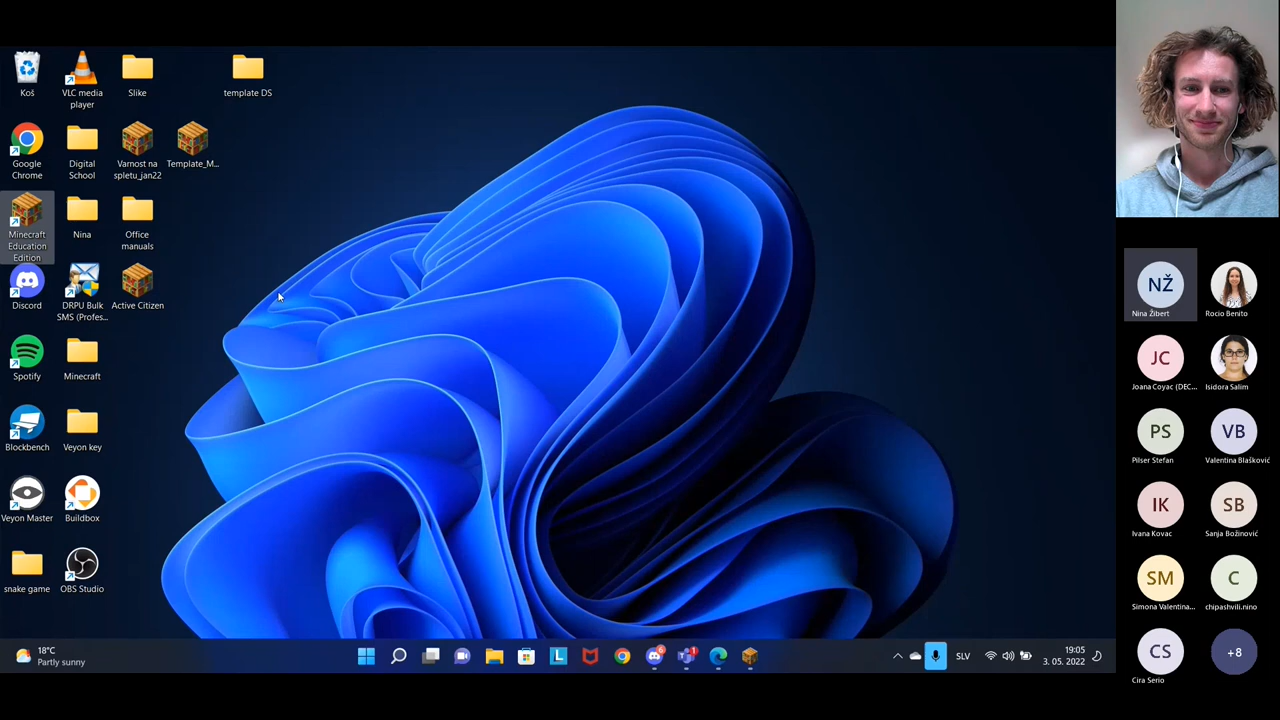 Koš
VLC media
player
Slike
template DS
Google
Chrome
Digital
School
Varnost na
spletu_jan22
Template_M...
Minecraft
Education
Edition
Nina
Office
manuals
Discord
DRPU Bulk
SMS (Profes...
Active Citizen
Spotify
Minecraft
Blockbench
Veyon key
Veyon Master
Buildbox
snake game
OBS Studio
18°C
Partly sunny
L
6
1
SLV
19:05
3. 05. 2022
NŽ
Nina Žibert
Rocio Benito
JC
Joana Coyac (DEC...
Isidora Salim
PS
Pilser Stefan
VB
Valentina Blašković
IK
Ivana Kovac
SB
Sanja Božinović
SM
Simona Valentina...
C
chipashvili.nino
CS
Cira Serio
+8